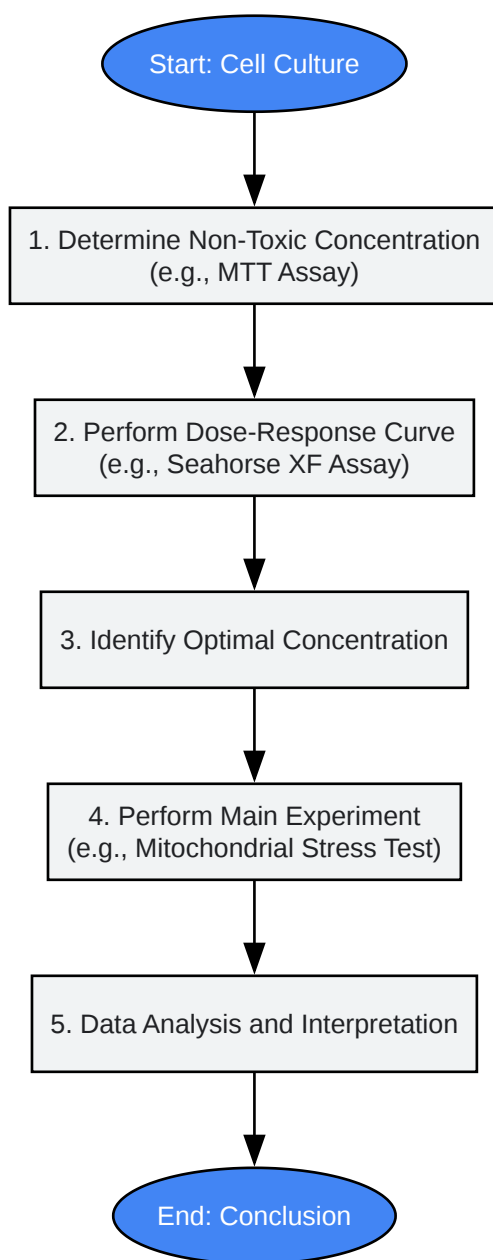 Start: Cell Culture
1. Determine Non-Toxic Concentration
(e.g., MTT Assay)
2. Perform Dose-Response Curve
(e.g., Seahorse XF Assay)
3. Identify Optimal Concentration
4. Perform Main Experiment
(e.g., Mitochondrial Stress Test)
5. Data Analysis and Interpretation
End: Conclusion